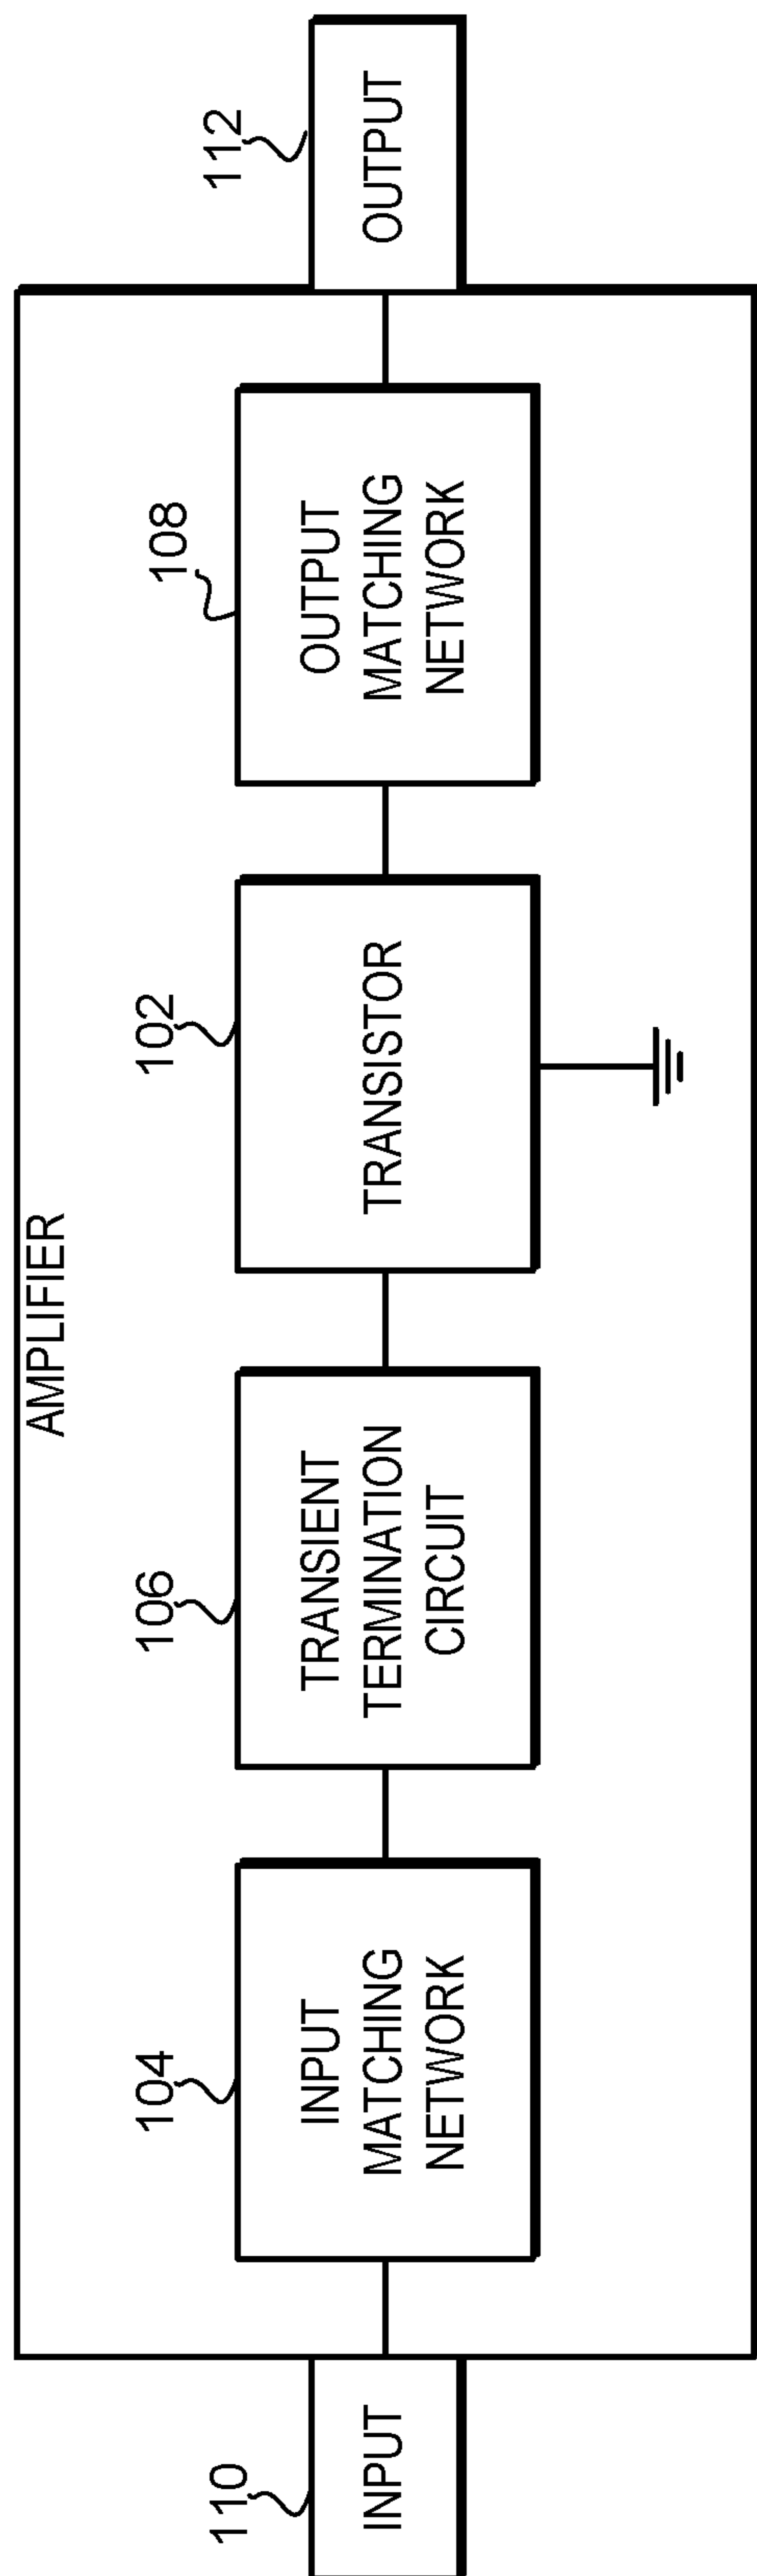 AMPLIFIER
110
INPUT
104
INPUT
MATCHING
NETWORK
106
TRANSIENT
TERMINATION
CIRCUIT
102
TRANSISTOR
108
OUTPUT
MATCHING
NETWORK
112
OUTPUT